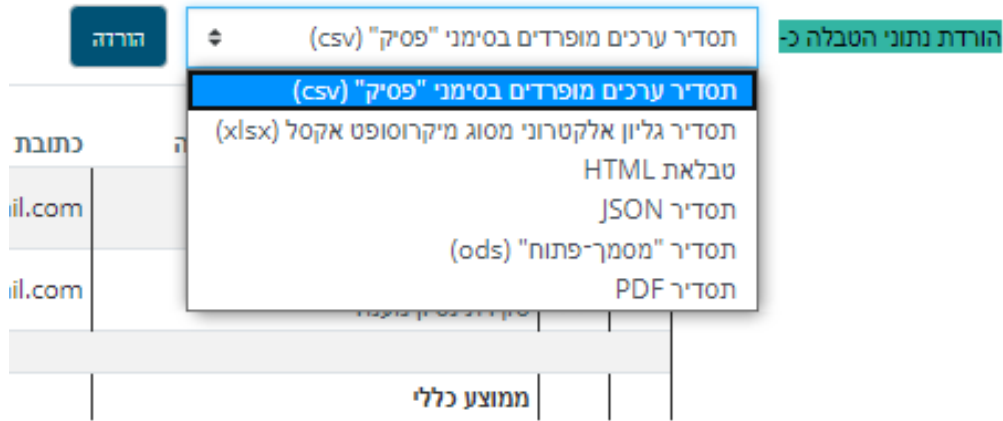 הורדת נתוני הטבלה כ-
תסדיר ערכים מופרדים בסימני "פסיק" (csv)
הורדה
תסדיר ערכים מופרדים בסימני "פסיק" (csv)
תסדיר גליון אלקטרוני מסוג מיקרוסופט אקסל (xlsx)
טבלאת HTML
תסדיר JSON
תסדיר "מסמך־פתוח" (ods)
תסדיר PDF
ה
כתובת
il.com
il.com
ממוצע כללי